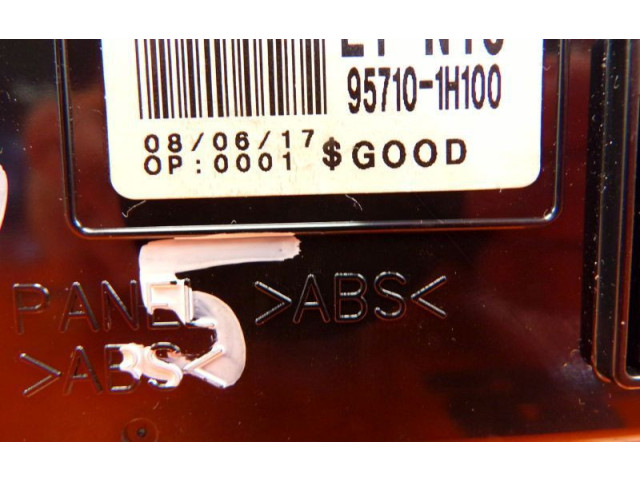 95710-1H100
08/06/17
OP:0001 $GOOD
5
PANEL >ABS<
>ABS<